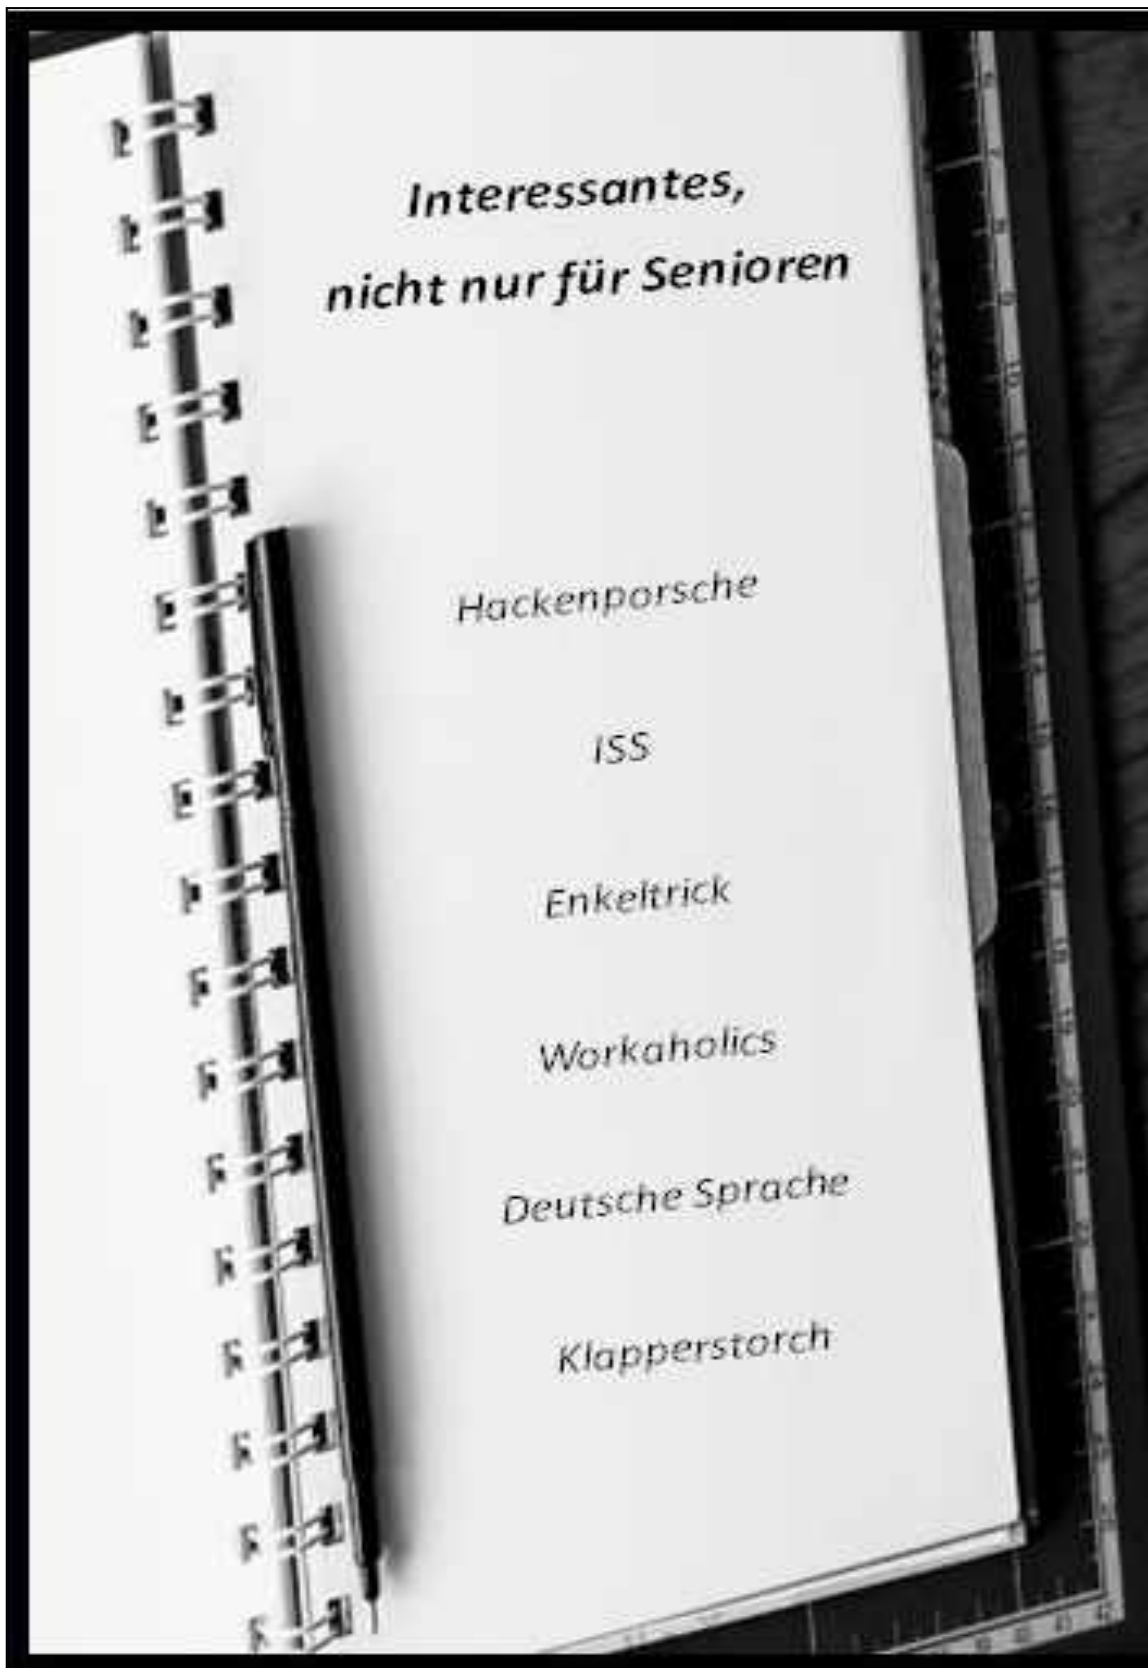 Interessantes,
nicht nur für Senioren
Hackenporsche
ISS
Enkeltrick
Workaholics
Deutsche Sprache
Klapperstorch